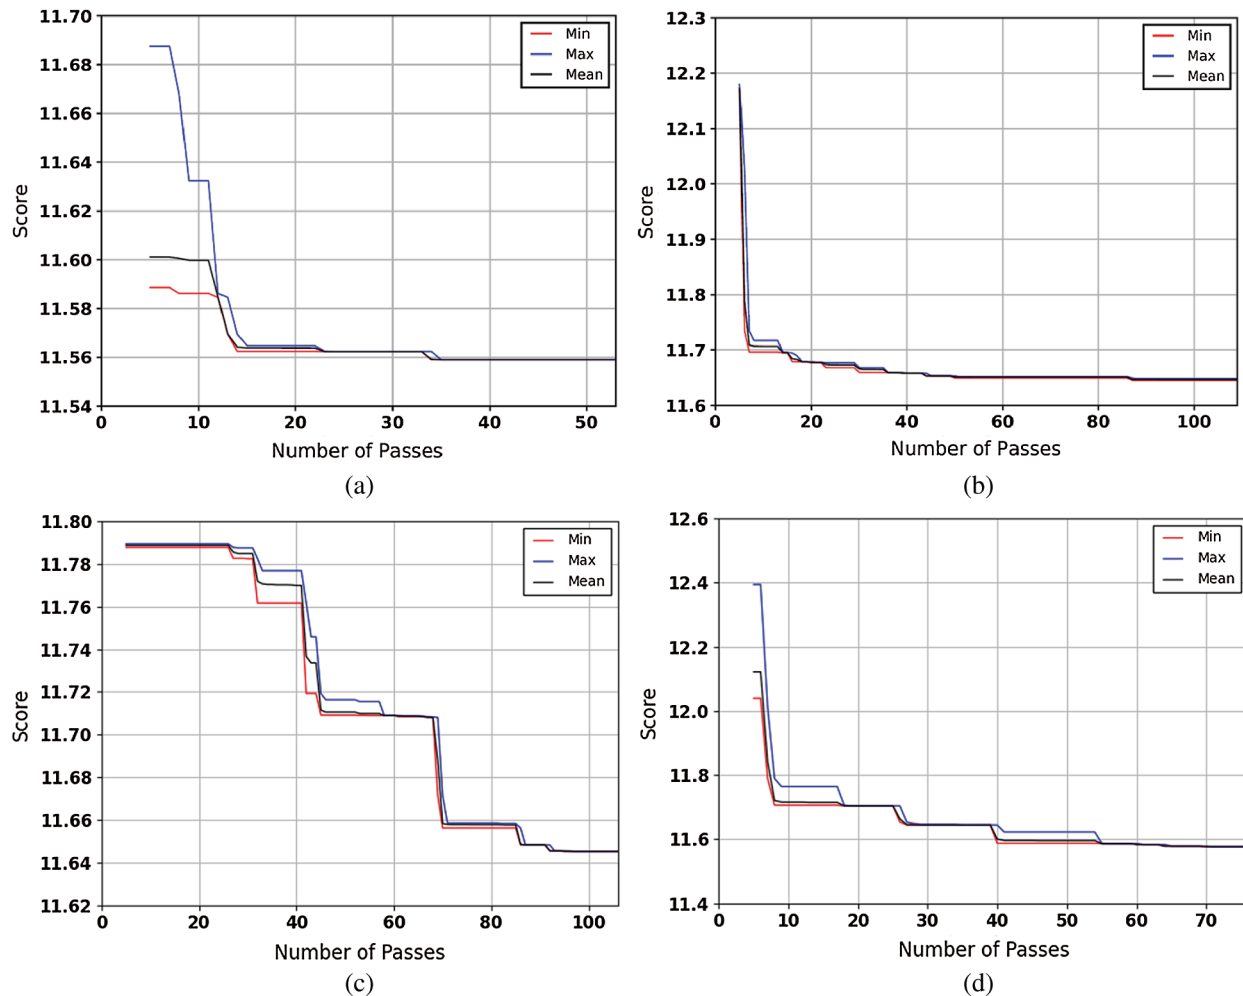 11.70
11.68
11.66
11.64
11.62
11.60
11.58
11.56
11.54
Score
0 10 20 30 40 50
Number of Passes
Min
Max
Mean
(a)
12.3
12.2
12.1
12.0
11.9
11.8
11.7
11.6
Score
0 20 40 60 80 100
Number of Passes
Min
Max
Mean
(b)
11.80
11.78
11.76
11.74
11.72
11.70
11.68
11.66
11.64
11.62
Score
0 20 40 60 80 100
Number of Passes
Min
Max
Mean
(c)
12.6
12.4
12.2
12.0
11.8
11.6
11.4
Score
0 10 20 30 40 50 60 70
Number of Passes
Min
Max
Mean
(d)